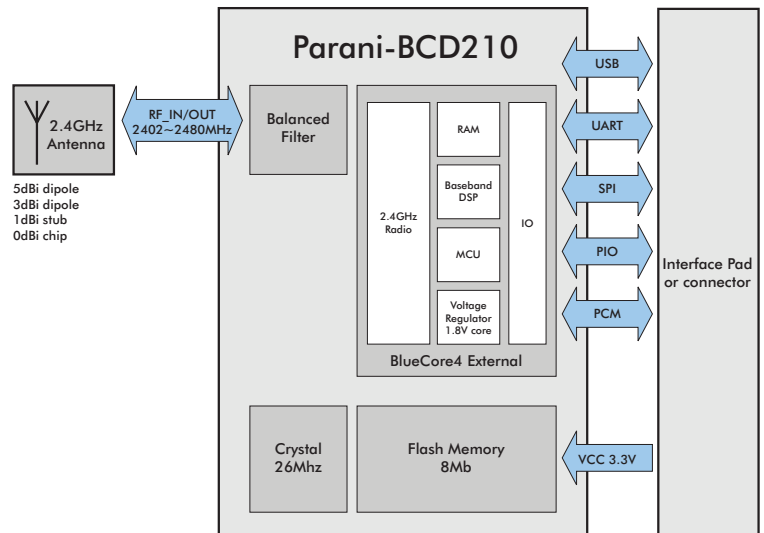 Parani-BCD210
2.4GHz
Antenna
5dBi dipole
3dBi dipole
1dBi stub
0dBi chip
RF_IN/OUT
2402~2480MHz
Balanced
Filter
2.4GHz
Radio
RAM
Baseband
DSP
MCU
Voltage
Regulator
1.8V core
IO
BlueCore4 External
Crystal
26Mhz
Flash Memory
8Mb
USB
UART
SPI
PIO
PCM
VCC 3.3V
Interface Pad
or connector